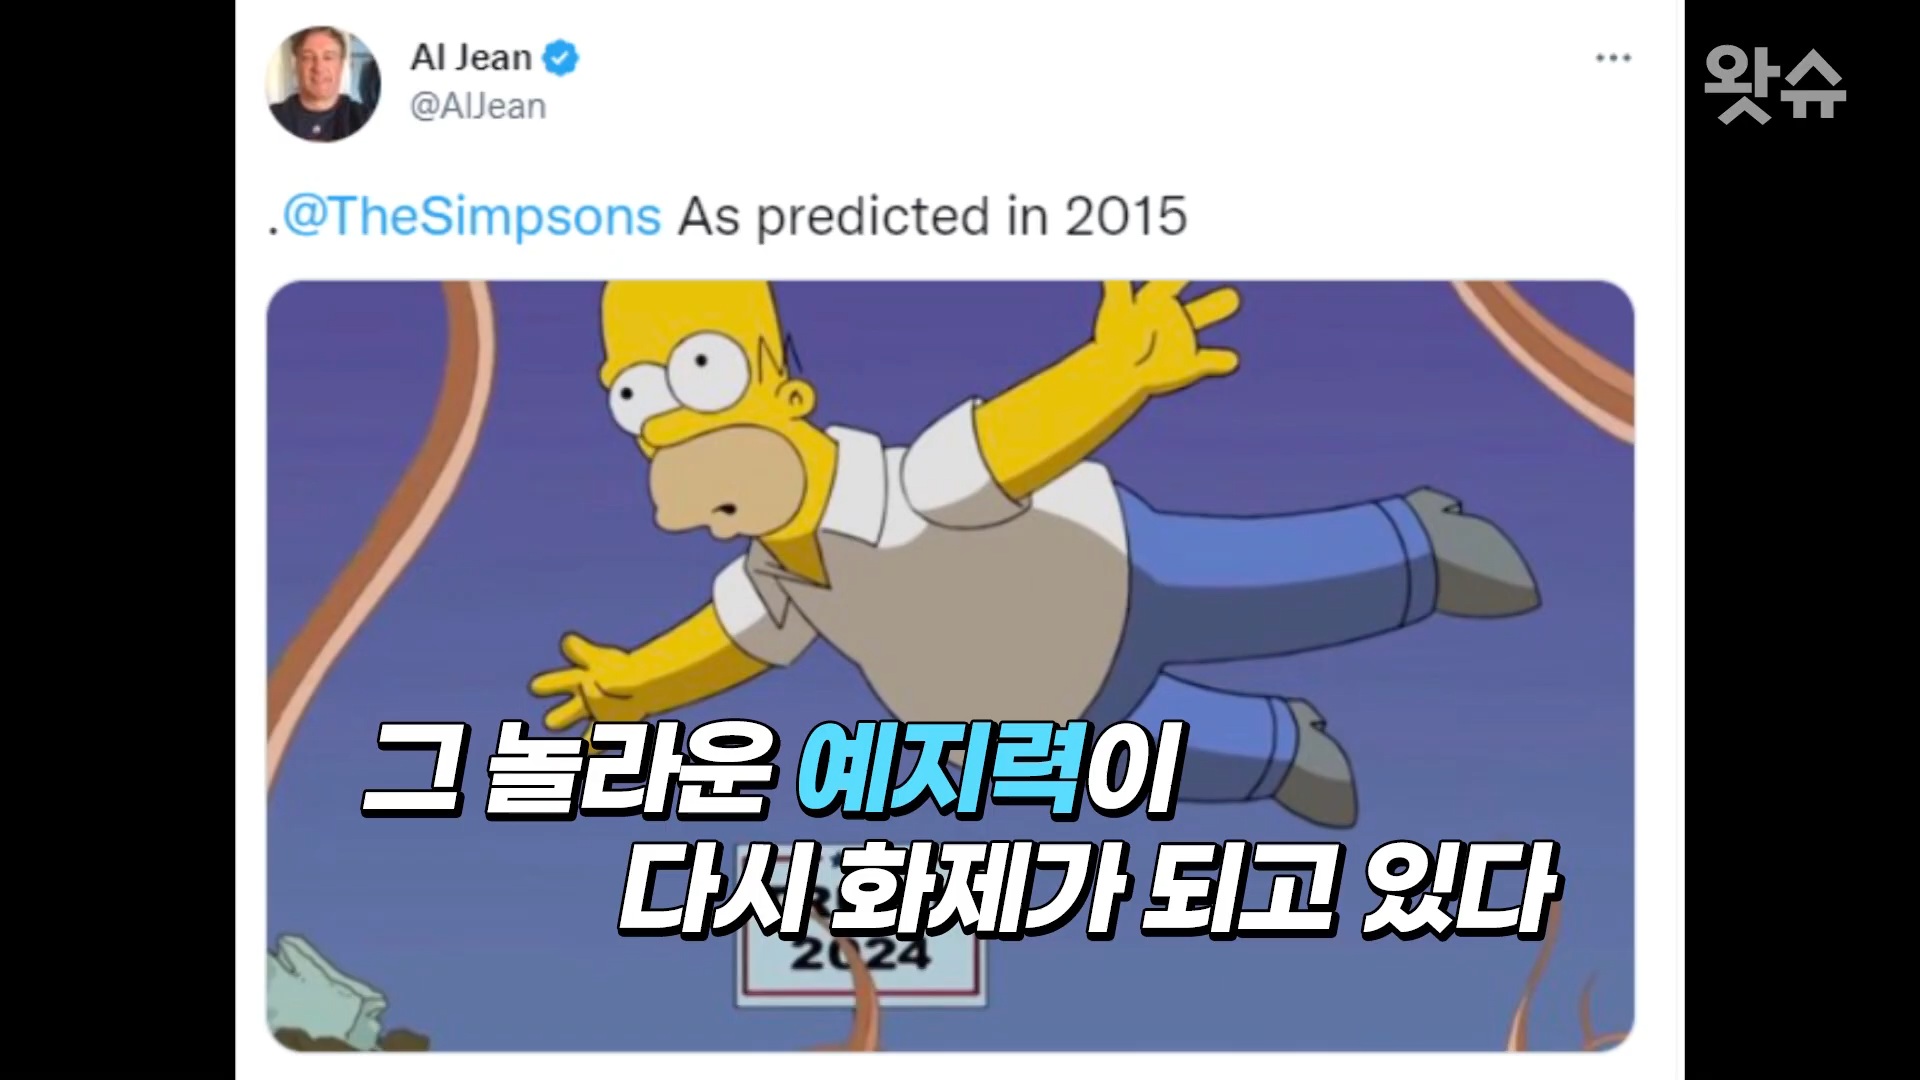 Al Jean
@AlJean
왓슈
.@TheSimpsons As predicted in 2015
그 놀라운 예지력이
다시 화제가 되고 있다
2024